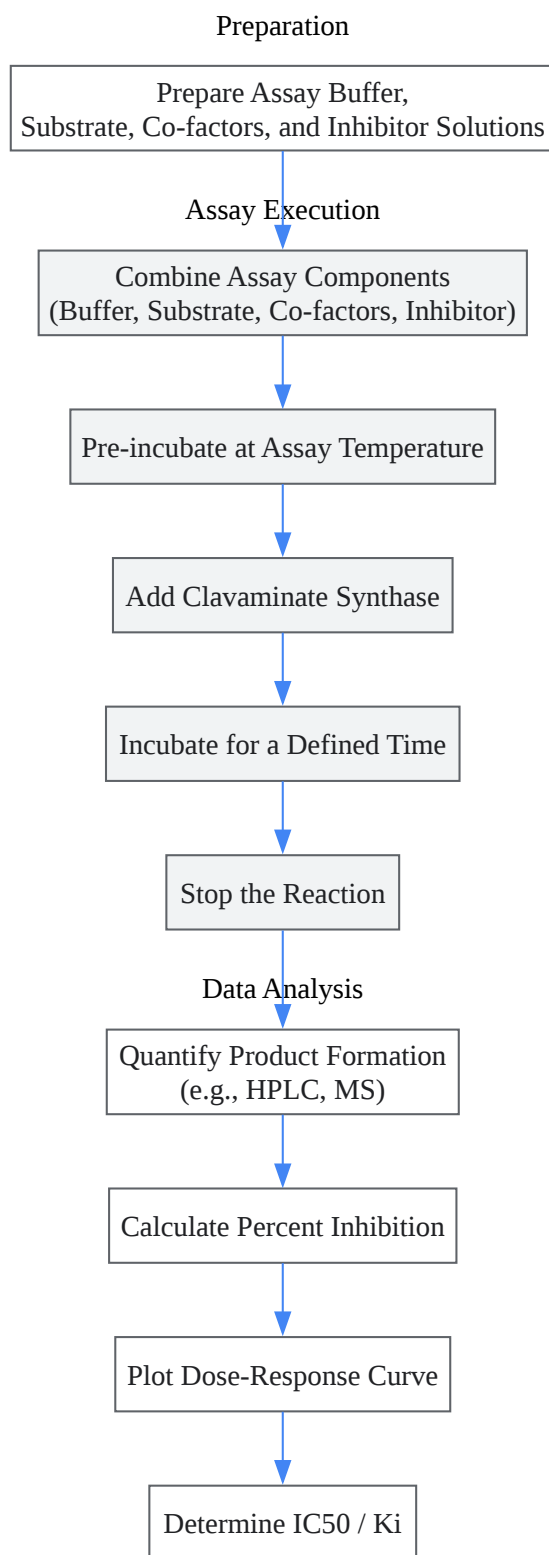 Preparation
Prepare Assay Buffer,
Substrate, Co-factors, and Inhibitor Solutions
Assay Execution
Combine Assay Components
(Buffer, Substrate, Co-factors, Inhibitor)
Pre-incubate at Assay Temperature
Add Clavaminate Synthase
Incubate for a Defined Time
Stop the Reaction
Data Analysis
Quantify Product Formation
(e.g., HPLC, MS)
Calculate Percent Inhibition
Plot Dose-Response Curve
Determine IC50 / Ki